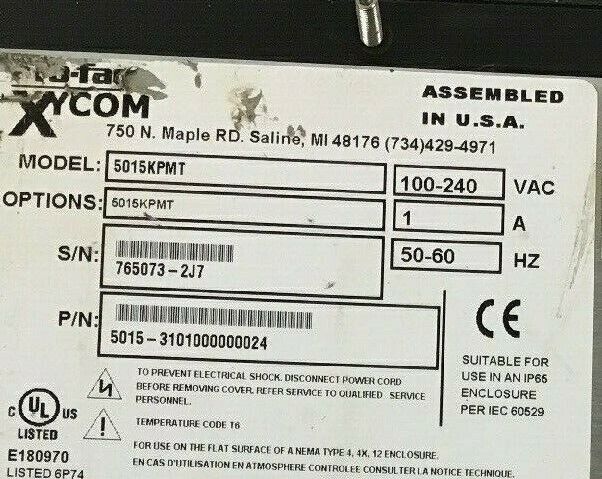 XYCOM
ASSEMBLED
IN U.S.A.
750 N. Maple RD. Saline, MI 48176 (734)429-4971
MODEL: 5015KPMT 100-240 VAC
OPTIONS: 5015KPMT 1 A
S/N: 765073-2J7 50-60 HZ
P/N: 5015-3101000000024
CE
SUITABLE FOR
USE IN AN IP65
ENCLOSURE
PER IEC 60529
TO PREVENT ELECTRICAL SHOCK. DISCONNECT POWER CORD
BEFORE REMOVING COVER. REFER SERVICE TO QUALIFIED SERVICE
PERSONNEL.
TEMPERATURE CODE T6
C UL US
LISTED
E180970
LISTED 6P74
FOR USE ON THE FLAT SURFACE OF A NEMA TYPE 4, 4X, 12 ENCLOSURE.
EN CAS D'UTILISATION EN ATMOSPHERE CONTROLEE CONSULTER LA NOTICE TECHNIQUE.